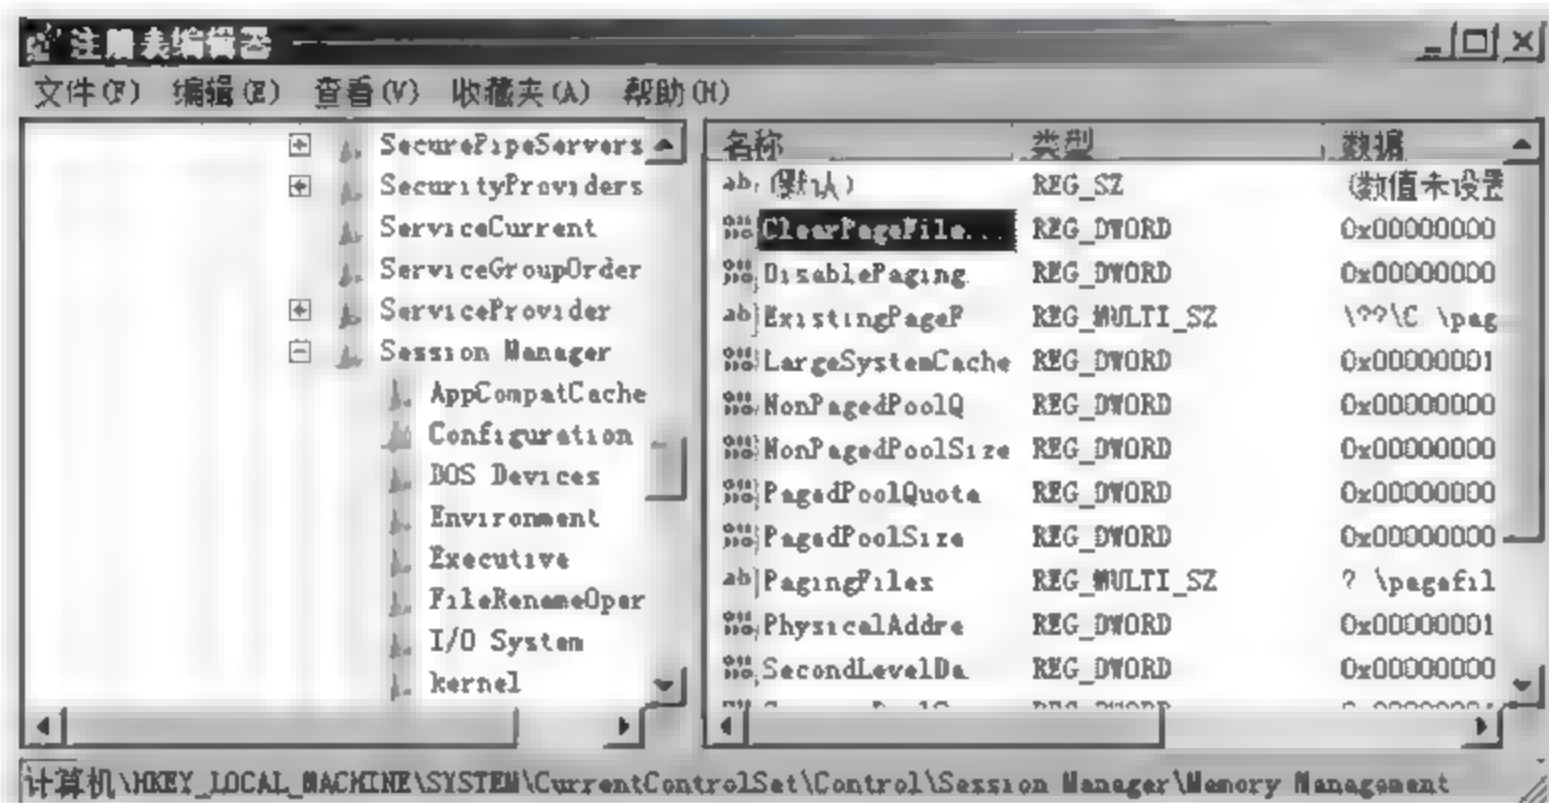 注册表编辑器
文件(F) 编辑(E) 查看(V) 收藏夹(A) 帮助(H)
SecurePipeServers
SecurityProviders
ServiceCurrent
ServiceGroupOrder
ServiceProvider
Session Manager
AppCompatCache
Configuration
DOS Devices
Environment
Executive
FileRenameOper
I/O System
kernel
名称 类型 数据
(默认) REG_SZ (数值未设置
ClearPageFile... REG_DWORD 0x00000000
DisablePaging REG_DWORD 0x00000000
ExistingPageF REG_MULTI_SZ \??\C \pag
LargeSystemCache REG_DWORD 0x00000001
NonPagedPoolQ REG_DWORD 0x00000000
NonPagedPoolSize REG_DWORD 0x00000000
PagedPoolQuota REG_DWORD 0x00000000
PagedPoolSize REG_DWORD 0x00000000
PagingFiles REG_MULTI_SZ ? \pagefil
PhysicalAddre REG_DWORD 0x00000001
SecondLevelDa REG_DWORD 0x00000000
计算机\HKEY_LOCAL_MACHINE\SYSTEM\CurrentControlSet\Control\Session Manager\Memory Management